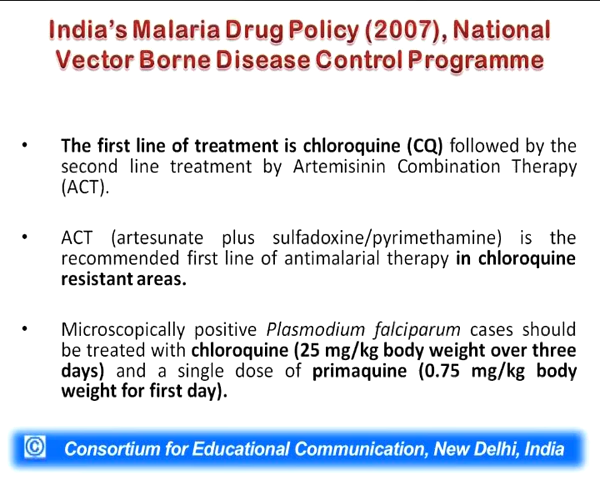 India's Malaria Drug Policy (2007), National
Vector Borne Disease Control Programme
• The first line of treatment is chloroquine (CQ) followed by the
second line treatment by Artemisinin Combination Therapy
(ACT).
• ACT (artesunate plus sulfadoxine/pyrimethamine) is the
recommended first line of antimalarial therapy in chloroquine
resistant areas.
• Microscopically positive Plasmodium falciparum cases should
be treated with chloroquine (25 mg/kg body weight over three
days) and a single dose of primaquine (0.75 mg/kg body
weight for first day).
© Consortium for Educational Communication, New Delhi, India